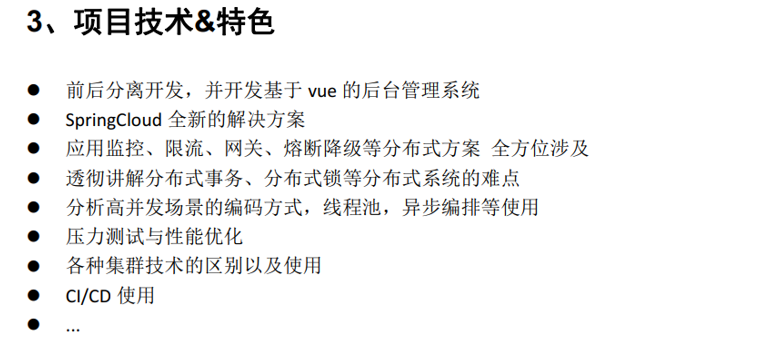 3、项目技术&特色
● 前后分离开发，并开发基于 vue 的后台管理系统
● SpringCloud 全新的解决方案
● 应用监控、限流、网关、熔断降级等分布式方案 全方位涉及
● 透彻讲解分布式事务、分布式锁等分布式系统的难点
● 分析高并发场景的编码方式，线程池，异步编排等使用
● 压力测试与性能优化
● 各种集群技术的区别以及使用
● CI/CD 使用
● ...